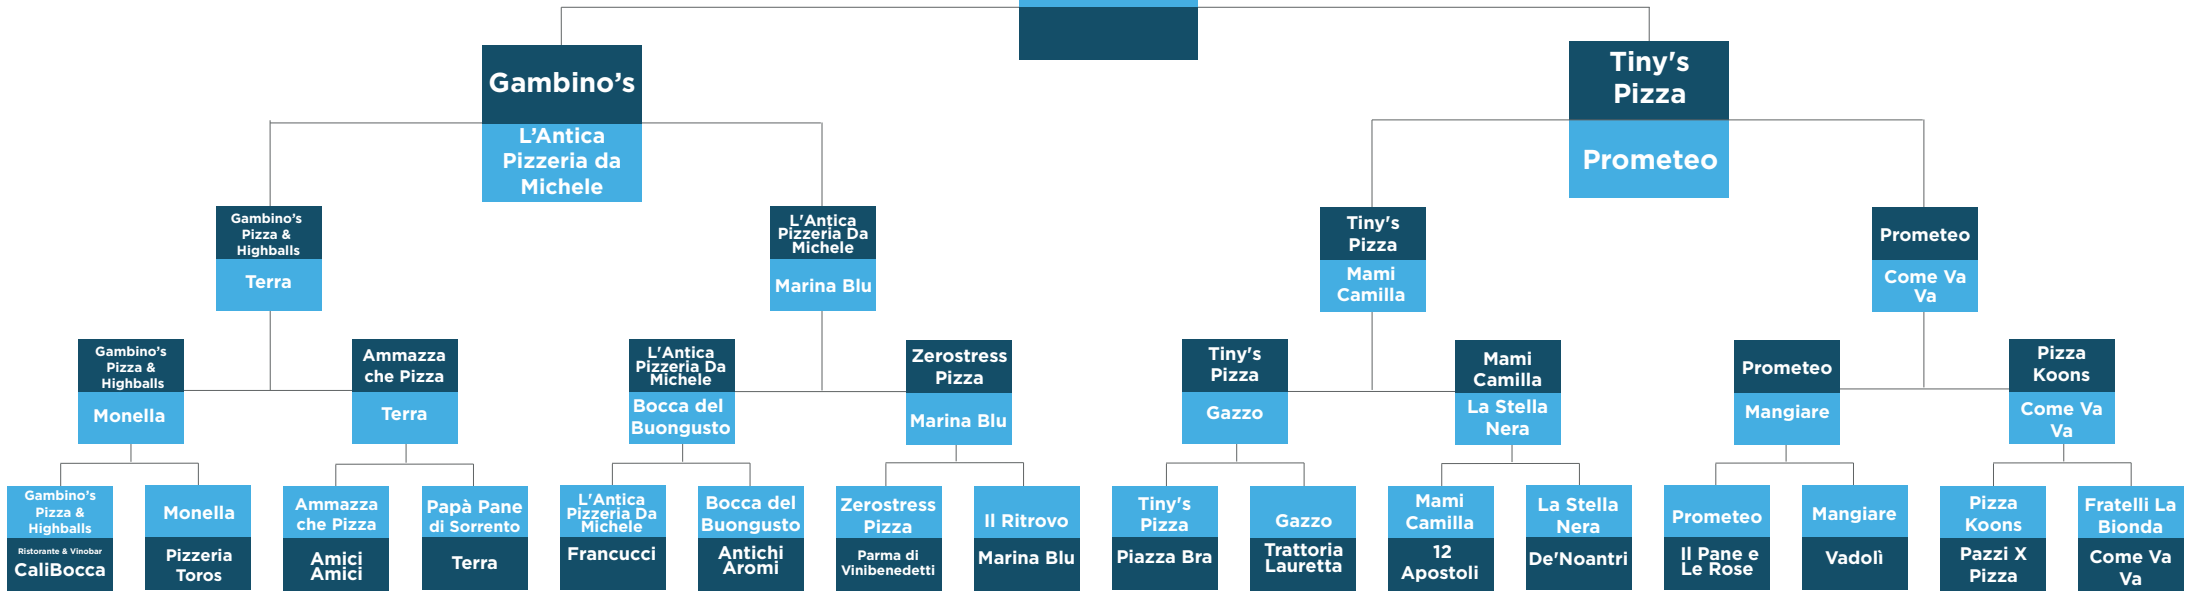 Gambino’s
L’Antica
Pizzeria da
Michele
Tiny's
Pizza
Prometeo
Gambino’s
Pizza &
Highballs
Terra
L'Antica
Pizzeria Da
Michele
Marina Blu
Tiny's
Pizza
Mami
Camilla
Prometeo
Come Va
Va
Gambino’s
Pizza &
Highballs
Monella
Ammazza
che Pizza
Terra
L'Antica
Pizzeria Da
Michele
Bocca del
Buongusto
Zerostress
Pizza
Marina Blu
Tiny's
Pizza
Gazzo
Mami
Camilla
La Stella
Nera
Prometeo
Mangiare
Pizza
Koons
Come Va
Va
Gambino’s
Pizza &
Highballs
Ristorante & Vinobar
CaliBocca
Monella
Pizzeria
Toros
Ammazza
che Pizza
Amici
Amici
Papà Pane
di Sorrento
Terra
L'Antica
Pizzeria Da
Michele
Francucci
Bocca del
Buongusto
Antichi
Aromi
Zerostress
Pizza
Parma di
Vinibenedetti
Il Ritrovo
Marina Blu
Tiny's
Pizza
Piazza Bra
Gazzo
Trattoria
Lauretta
Mami
Camilla
12
Apostoli
La Stella
Nera
De'Noantri
Prometeo
Il Pane e
Le Rose
Mangiare
Vadolì
Pizza
Koons
Pazzi X
Pizza
Fratelli La
Bionda
Come Va
Va